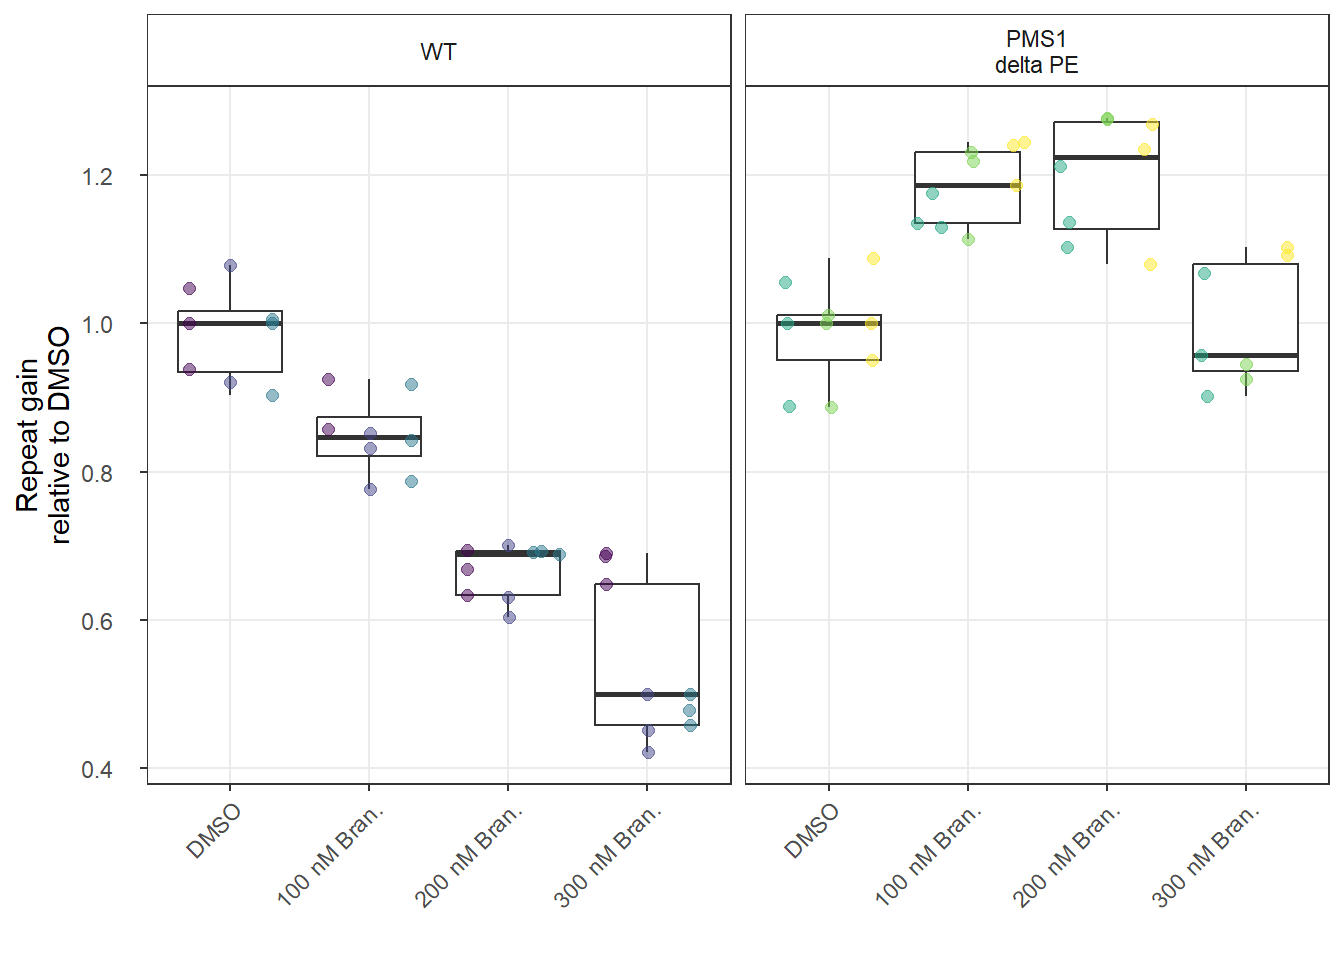 WT
PMS1
delta PE
Repeat gain
relative to DMSO
1.2
1.0
0.8
0.6
0.4
DMSO
100 nM Bran.
200 nM Bran.
300 nM Bran.
DMSO
100 nM Bran.
200 nM Bran.
300 nM Bran.